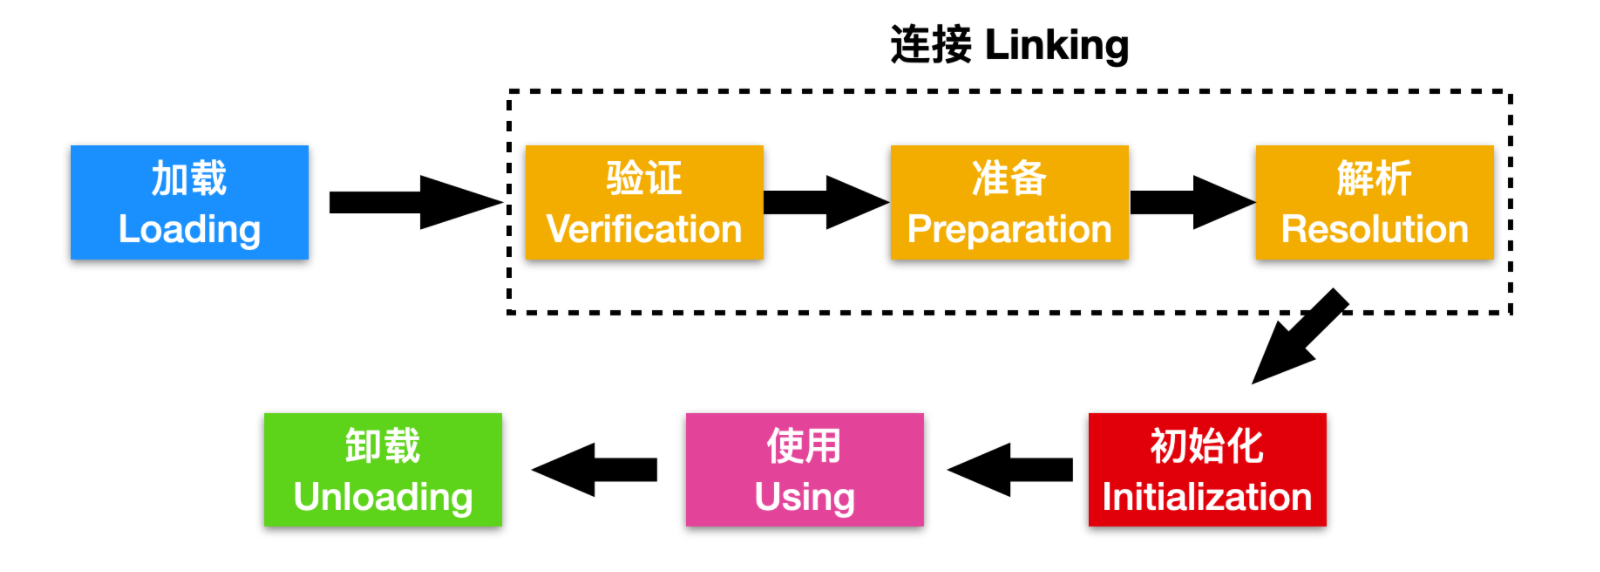 连接 Linking
加载
Loading
验证
Verification
准备
Preparation
解析
Resolution
卸载
Unloading
使用
Using
初始化
Initialization